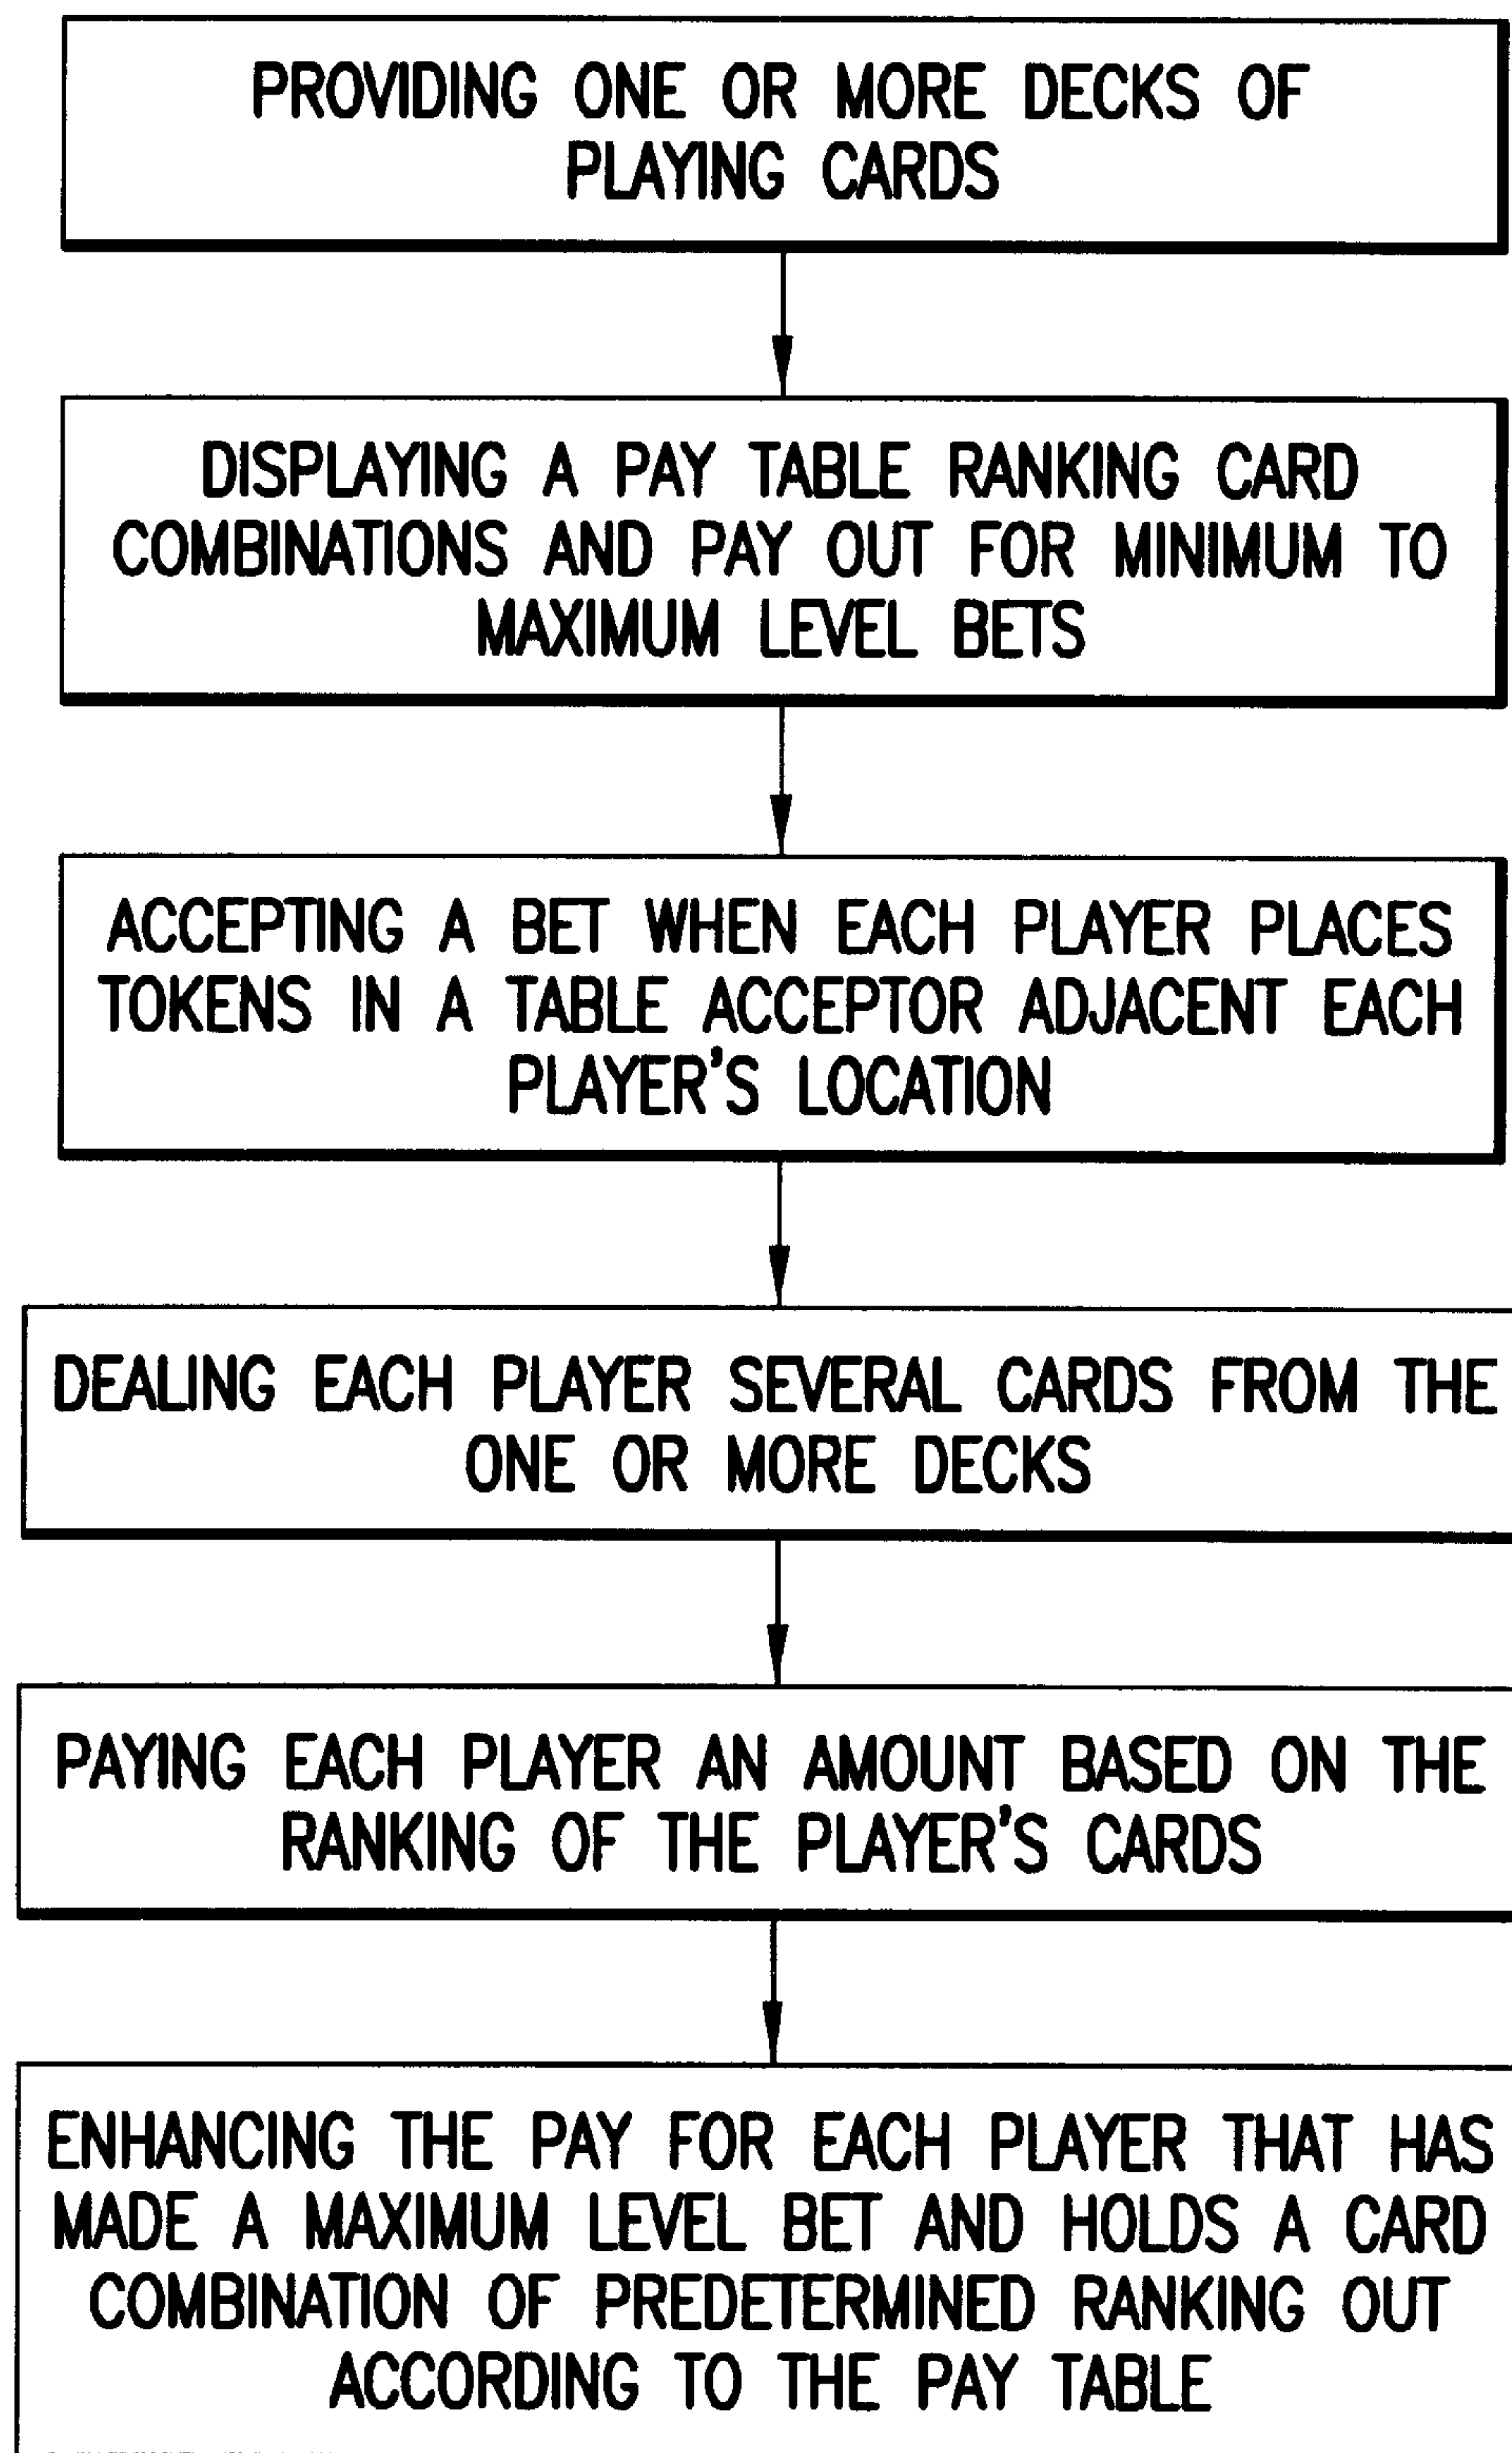 PROVIDING ONE OR MORE DECKS OF
PLAYING CARDS
DISPLAYING A PAY TABLE RANKING CARD
COMBINATIONS AND PAY OUT FOR MINIMUM TO
MAXIMUM LEVEL BETS
ACCEPTING A BET WHEN EACH PLAYER PLACES
TOKENS IN A TABLE ACCEPTOR ADJACENT EACH
PLAYER'S LOCATION
DEALING EACH PLAYER SEVERAL CARDS FROM THE
ONE OR MORE DECKS
PAYING EACH PLAYER AN AMOUNT BASED ON THE
RANKING OF THE PLAYER'S CARDS
ENHANCING THE PAY FOR EACH PLAYER THAT HAS
MADE A MAXIMUM LEVEL BET AND HOLDS A CARD
COMBINATION OF PREDETERMINED RANKING OUT
ACCORDING TO THE PAY TABLE